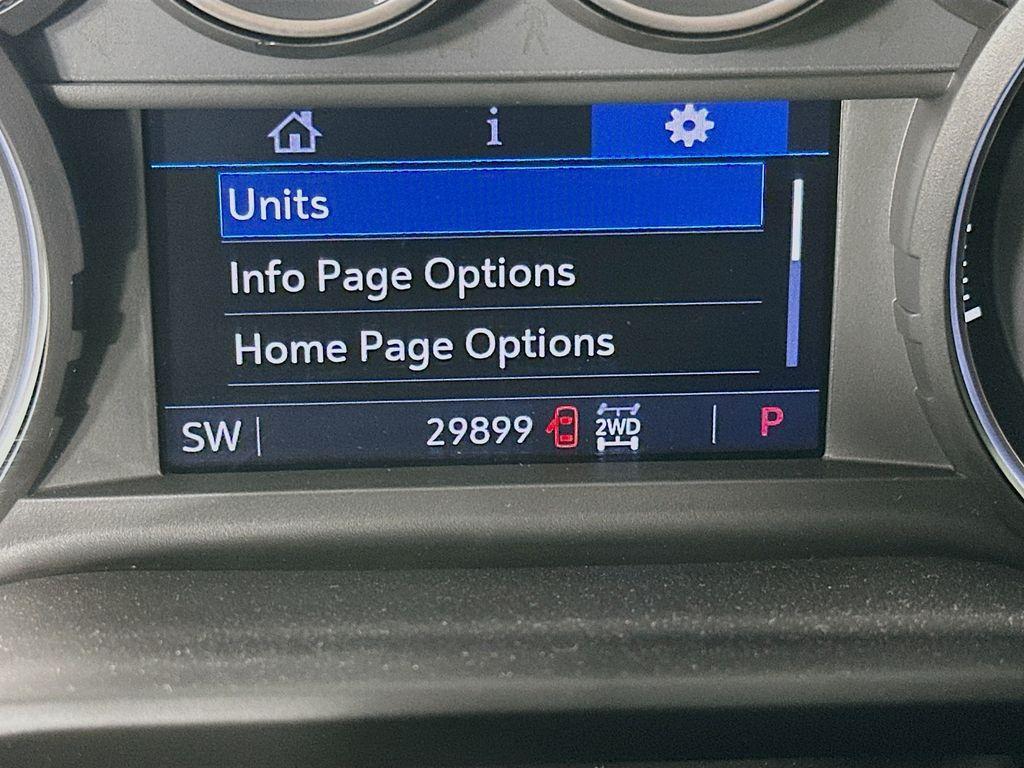 i
Units
Info Page Options
Home Page Options
SW 29899 2WD P